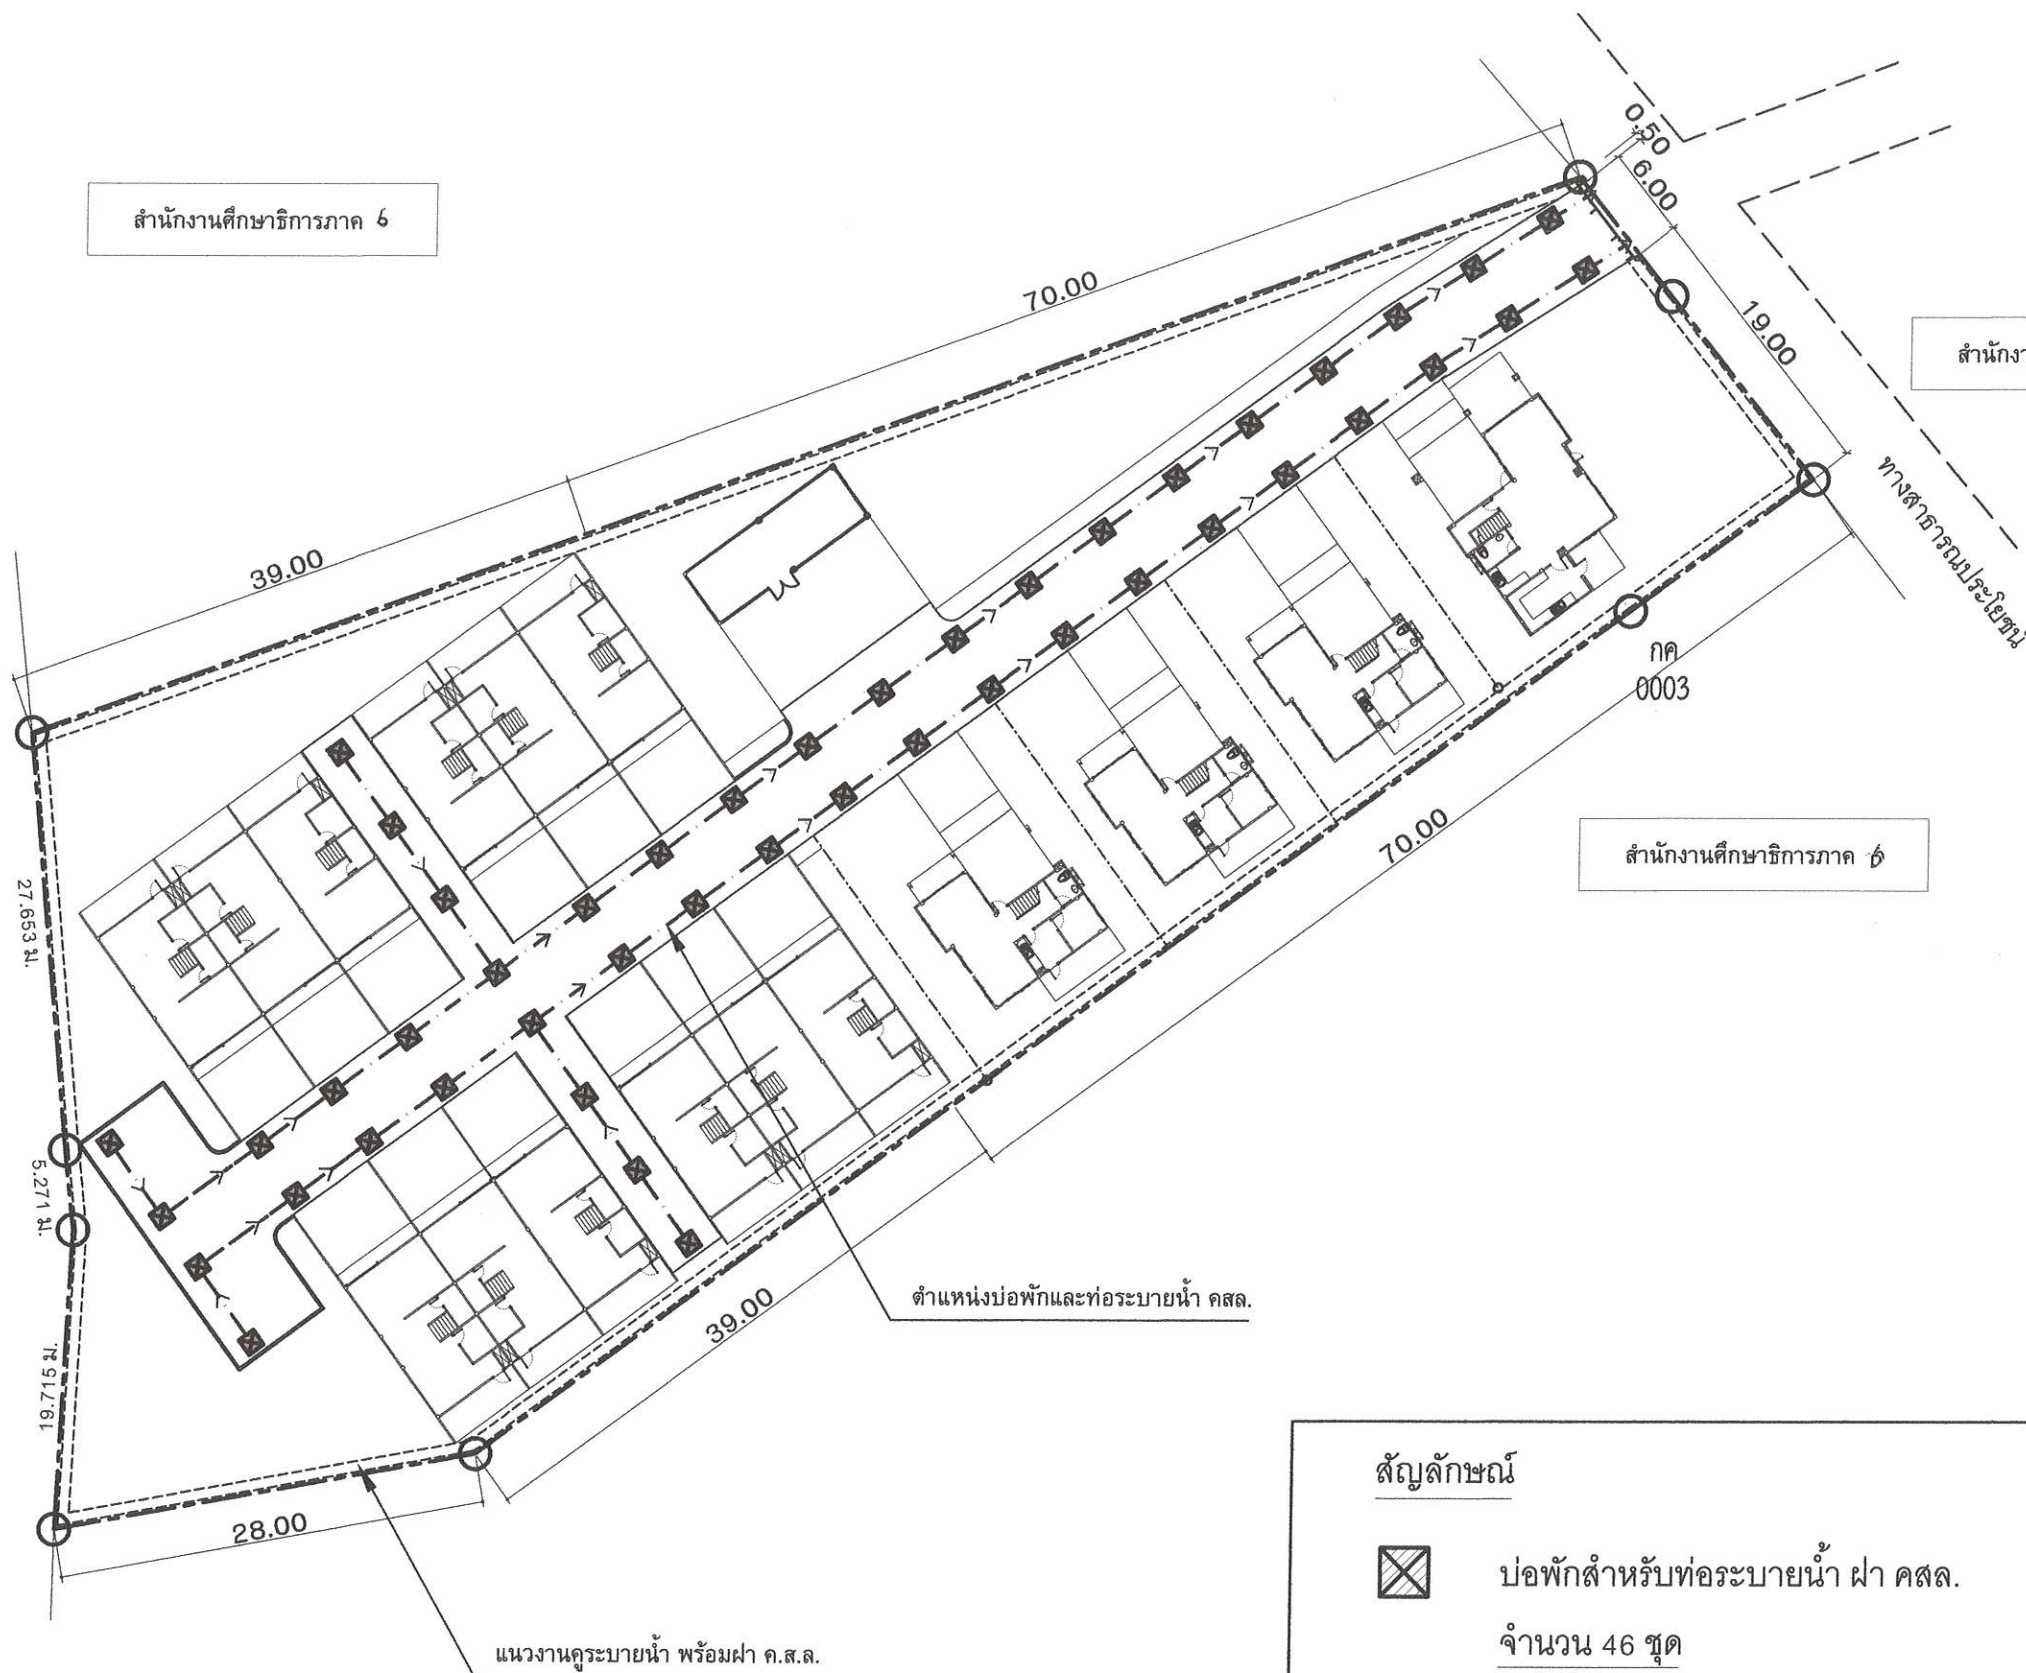 สำนักงานศึกษาธิการภาค 6
0.50
6.00
70.00
19.00
สำนักงา
ทางสาธารณประโยชน์
39.00
กค
0003
27.653 ม.
70.00
สำนักงานศึกษาธิการภาค 6
5.271 ม.
ตำแหน่งบ่อพักและท่อระบายน้ำ คสล.
39.00
19.715 ม.
28.00
แนวงานคูระบายน้ำ พร้อมฝา ค.ส.ล.
สัญลักษณ์
บ่อพักสำหรับท่อระบายน้ำ ฝา คสล.
จำนวน 46 ชุด